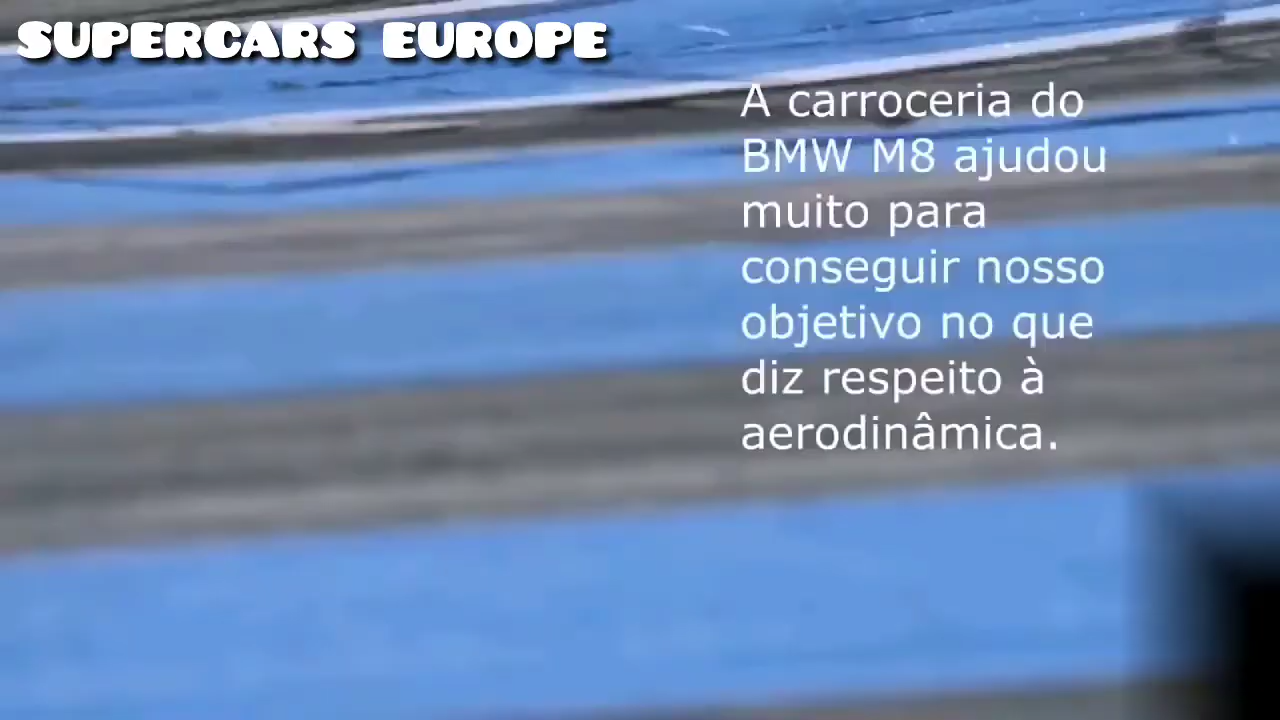 SUPERCARS EUROPE
A carroceria do
BMW M8 ajudou
muito para
conseguir nosso
objetivo no que
diz respeito à
aerodinâmica.